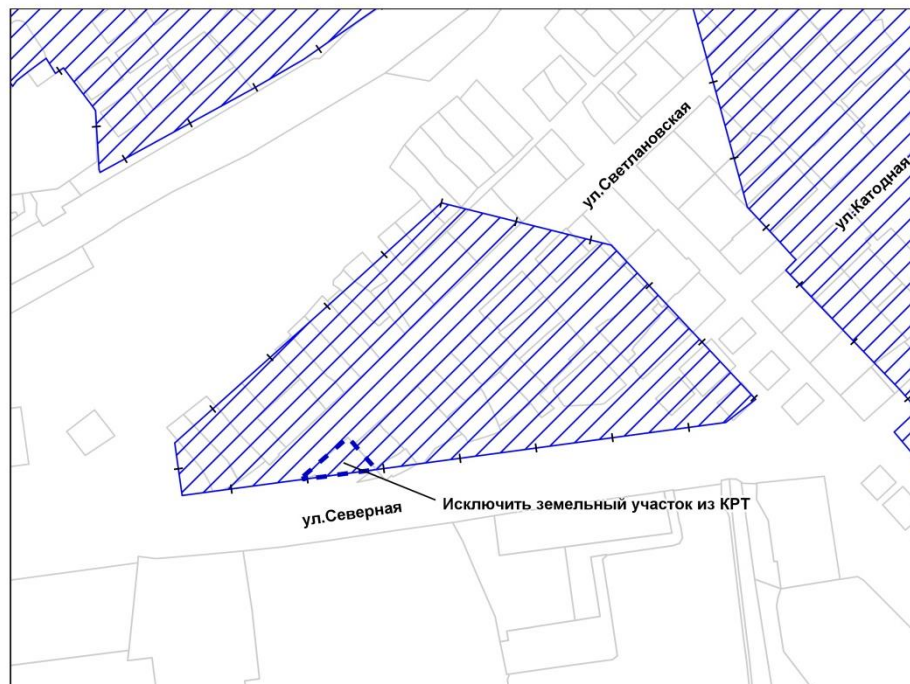 ул.Светлановская
ул.Катодная
Исключить земельный участок из КРТ
ул.Северная